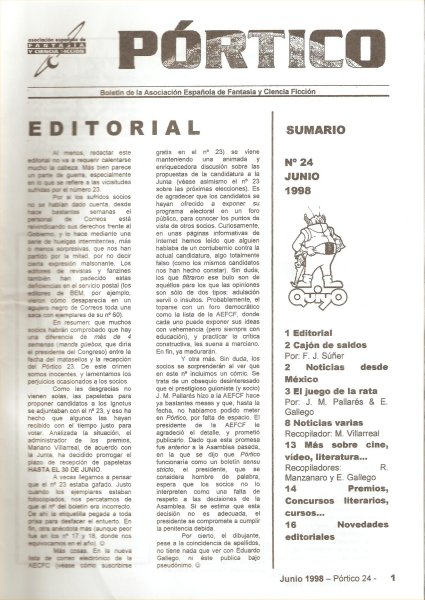 asociación española de
FANTASIA
Y CIENCIA FICCIÓN
PÓRTICO
Boletín de la Asociación Española de Fantasía y Ciencia Ficción
EDITORIAL
Al menos, redactar este
editorial no va a requerir calentarse
mucho la cabeza. Más bien parece
un parte de guerra, especialmente
en lo que se refiere a las vicisitudes
sufridas por el número 23.
Por si los sufridos socios
no se habían dado cuenta, desde
hace bastantes semanas el
personal de Correos está
reivindicando sus derechos frente al
Gobierno, y lo hace mediante una
serie de huelgas intermitentes, más
o menos sorpresivas, que nos han
partido por la mitad, por no decir
cierta expresión malsonante. Los
editores de revistas y fanzines
también han padecido estas
deficiencias en el servicio postal (los
editores de BEM, por ejemplo,
vieron cómo desaparecía en un
agujero negro de Correos toda una
saca con ejemplares de su nº 60).
En resumen: que muchos
socios habrán comprobado que hay
una diferencia de más de 4
semanas (manda güebos, que diría
el presidente del Congreso) entre la
fecha del matasellos y la recepción
del Pórtico 23. De este crimen
somos inocentes, y lamentamos los
perjuicios ocasionados a los socios.
Como las desgracias no
vienen solas, las papeletas para
proponer candidatos a los Ignotus
se adjuntaban con el nº 23, y eso ha
hecho que algunos las hayan
recibido con el tiempo justo para
votar. Analizada la situación, el
administrador de los premios,
Mariano Villarreal, de acuerdo con
la Junta, ha decidido prorrogar el
plazo de recepción de papeletas
HASTA EL 30 DE JUNIO.
A veces llegamos a pensar
que el nº 23 estaba gafado. Justo
cuando los ejemplares estaban
fotocopiados, nos percatamos de
que el nº del boletín era incorrecto.
De ahí la etiquetilla pegada a toda
prisa para desfacer el entuerto. En
fin, otra anécdota más (aunque peor
fue en los nº 17 y 18, donde nos
equivocamos en el año). ☺
Más cosas. En la nueva
lista de correo electrónico de la
AEFCF (véase cómo suscribirse
gratis en el nº 23) se viene
manteniendo una animada y
enriquecedora discusión sobre las
propuestas de la candidatura a la
Junta (véase asimismo el nº 23
sobre las próximas elecciones). Es
de agradecer que los candidatos se
hayan ofrecido a exponer su
programa electoral en un foro
público, para conocer los puntos de
vista de otros socios. Curiosamente,
en unas páginas informativas de
Internet hemos leído que alguien
hablaba de un contubernio contra la
actual candidatura, algo totalmente
falso (como los mismos candidatos
nos han hecho constar). Sin duda,
los que filtraron ese bulo son de
aquéllos para los que las opiniones
son sólo de dos tipos: adulación
servil o insultos. Probablemente, el
toparse con un foro democrático
como la lista de la AEFCF, donde
cada uno puede exponer sus ideas
con vehemencia (pero siempre con
educación), y practicar la crítica
constructiva, les suena a marciano.
En fin, ya madurarán.
Y otra más. Sin duda, los
socios se sorprenderán al ver que
en este nº incluimos un cómic. Se
trata de un obsequio desinteresado
que el prestigioso guionista (y socio)
J. M. Pallarés hizo a la AEFCF hace
ya bastantes meses y que, hasta la
fecha, no habíamos podido meter
en Pórtico, por falta de espacio. El
presidente de la AEFCF le
agradeció el detalle, y prometió
publicarlo. Dado que esta promesa
fue anterior a la Asamblea pasada,
en la que se dijo que Pórtico
funcionaría como un boletín sensu
stricto, el presidente, que se
considera hombre de palabra,
espera que los socios no lo
interpreten como una falta de
respeto a las decisiones de la
Asamblea. Si se estima que esta
decisión no es adecuada, el
presidente se compromete a cumplir
la penitencia debida.
Por cierto, el dibujante,
pese a la coincidencia de apellidos,
no tiene nada que ver con Eduardo
Gallego, ni éste publica bajo
pseudónimo. ☺
SUMARIO
Nº 24
JUNIO
1998
1 Editorial
2 Cajón de saldos
Por: F. J. Súñer
2 Noticias desde
México
3 El juego de la rata
Por: J. M. Pallarés & E.
Gallego
8 Noticias varias
Recopilador: M. Villarreal
13 Más sobre cine,
vídeo, literatura...
Recopiladores: R.
Manzanaro y E. Gallego
14 Premios,
Concursos literarios,
cursos...
16 Novedades
editoriales
Junio 1998 – Pórtico 24 - 1